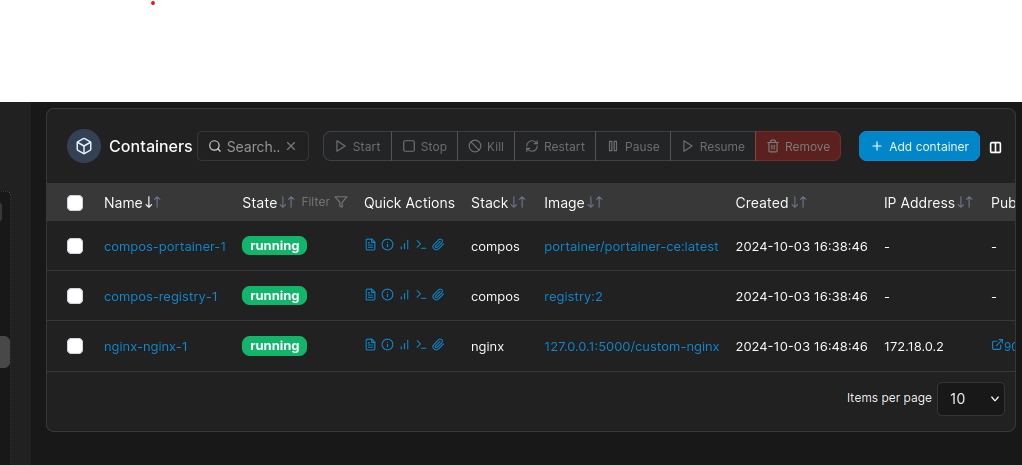 Containers Search.. Start Stop Kill Restart Pause Resume Remove + Add container
Name State Filter Quick Actions Stack Image Created IP Address Pub
compos-portainer-1 running compos portainer/portainer-ce:latest 2024-10-03 16:38:46 - -
compos-registry-1 running compos registry:2 2024-10-03 16:38:46 - -
nginx-nginx-1 running nginx 127.0.0.1:5000/custom-nginx 2024-10-03 16:48:46 172.18.0.2 90
Items per page 10